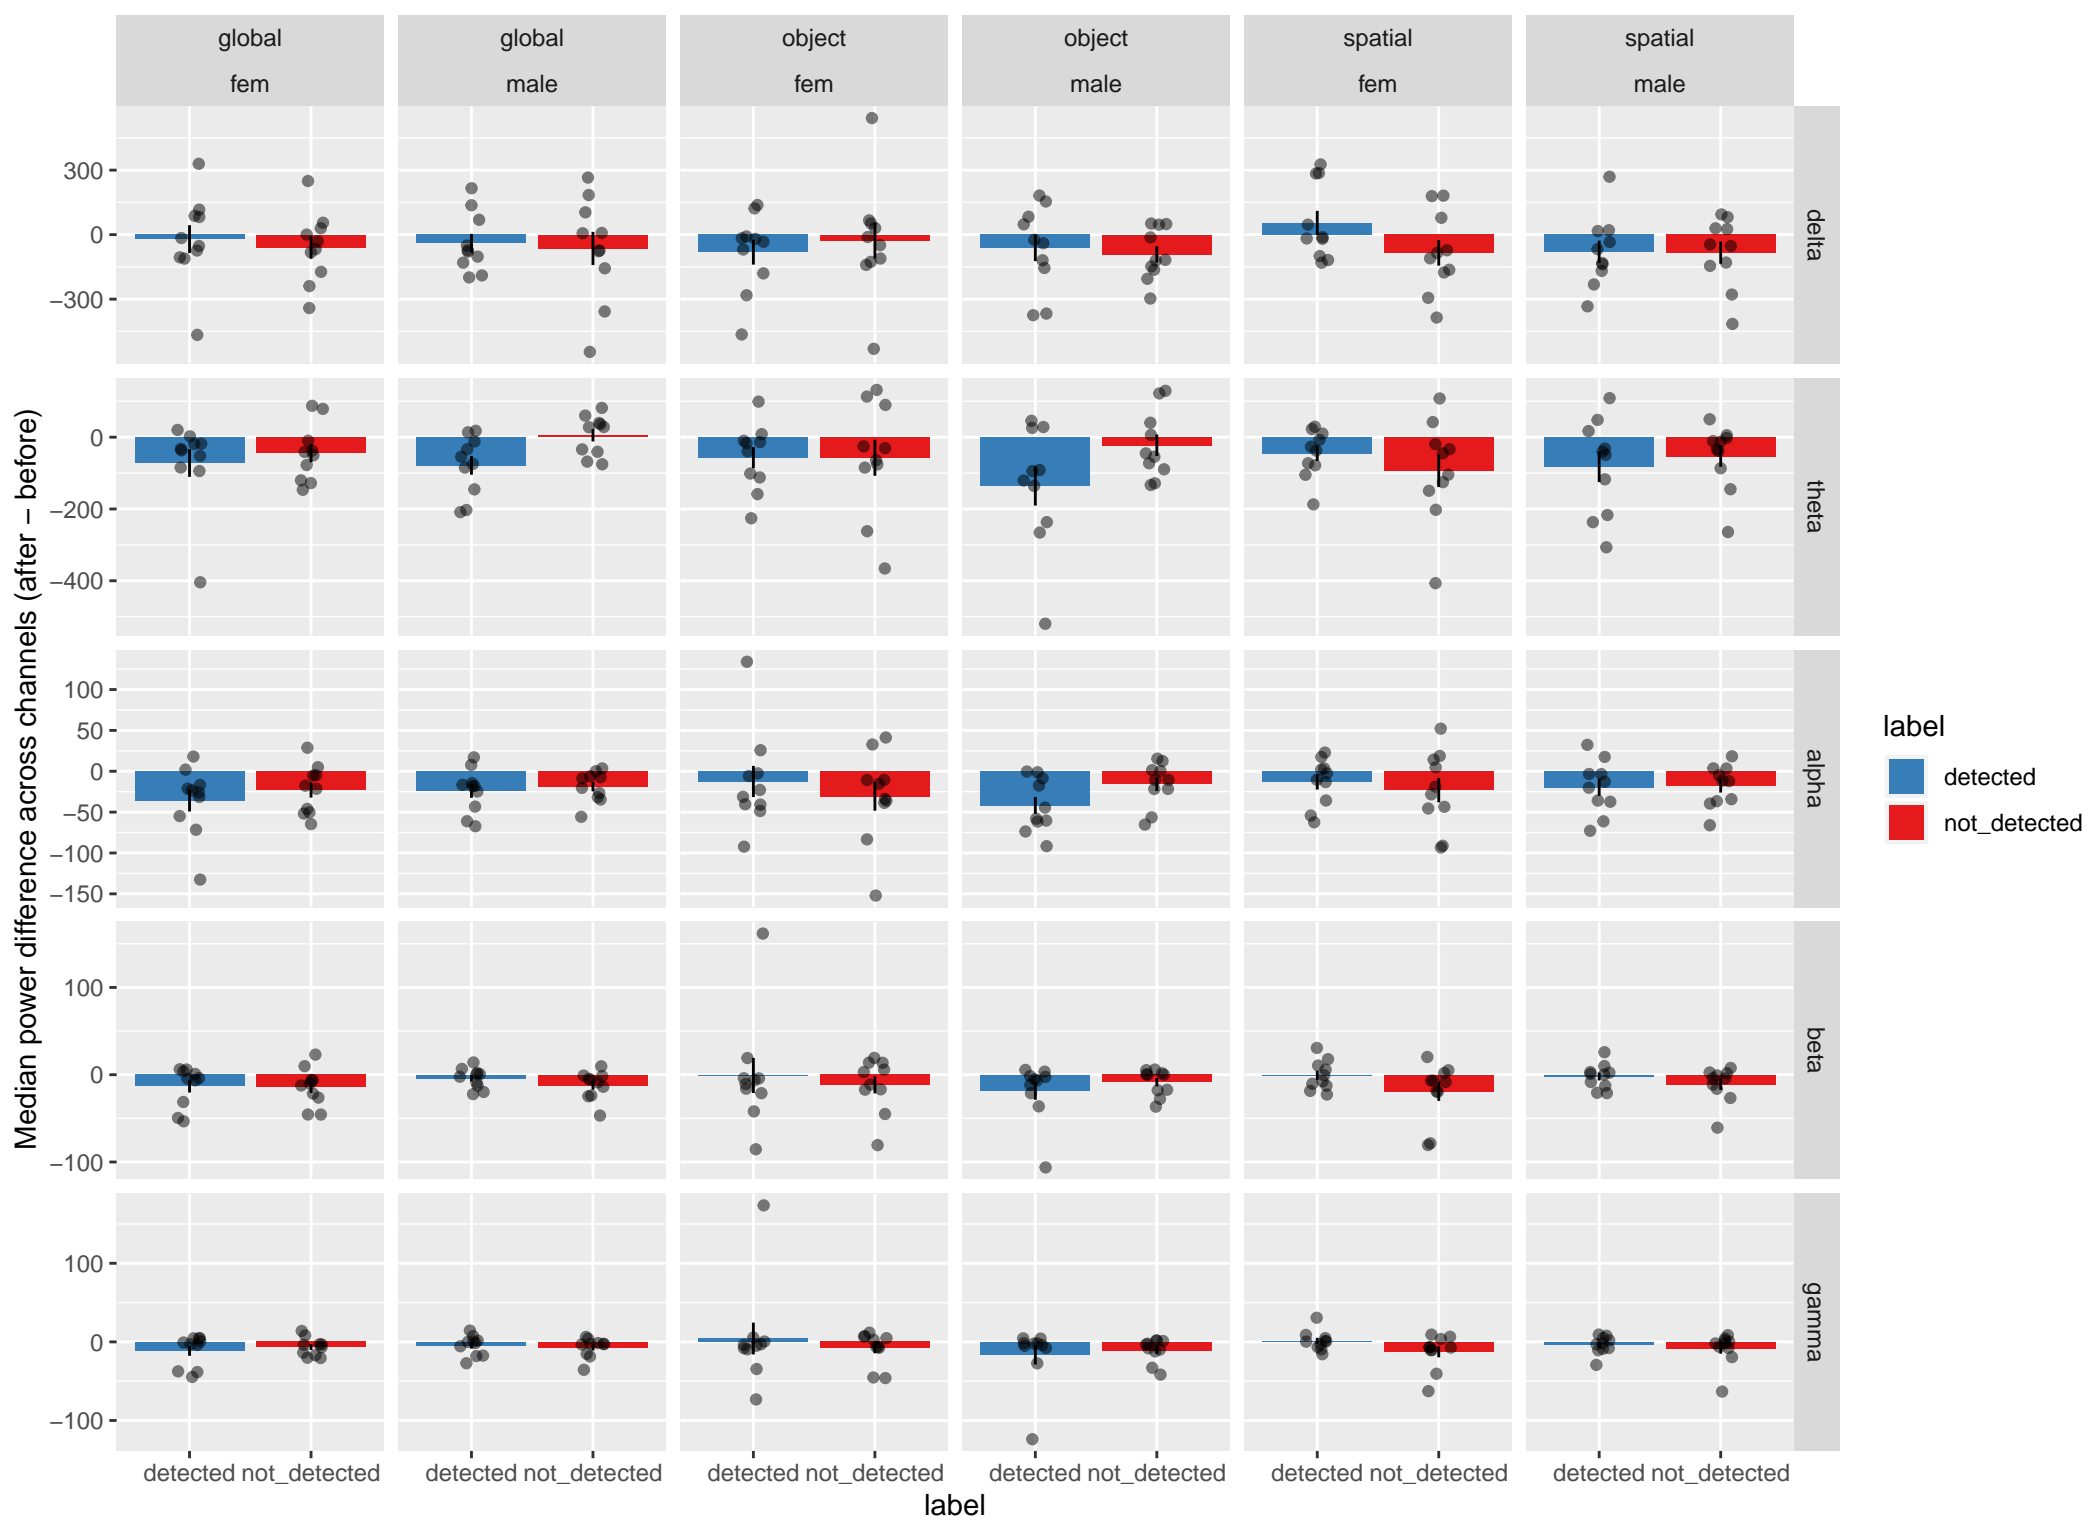 global global object object spatial spatial
fem male fem male fem male
Median power difference across channels (after − before)
300
0
−300
delta
0
−200
−400
theta
100
50
0
−50
−100
−150
alpha
100
0
−100
beta
100
0
−100
gamma
detected not_detected detected not_detected detected not_detected detected not_detected detected not_detected detected not_detected
label
label
detected
not_detected